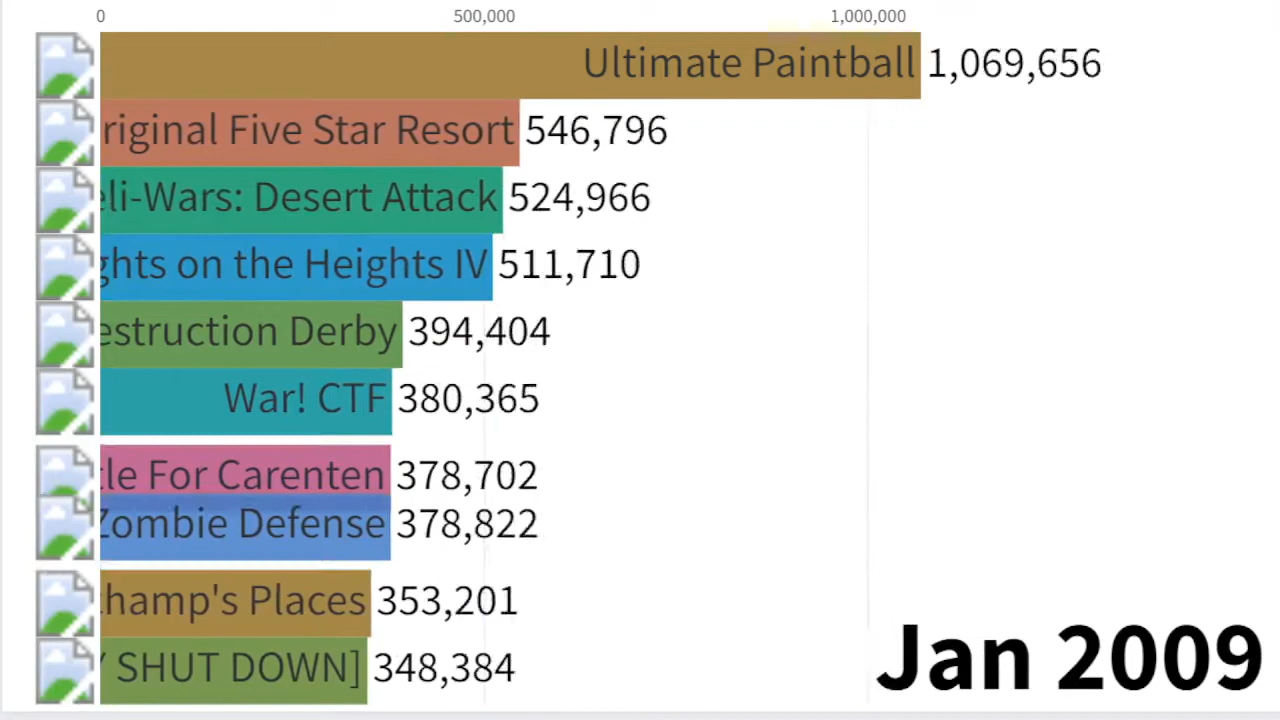 0 500,000 1,000,000
Ultimate Paintball 1,069,656
riginal Five Star Resort 546,796
eli-Wars: Desert Attack 524,966
ghts on the Heights IV 511,710
estruction Derby 394,404
War! CTF 380,365
tle For Carenten 378,702
Zombie Defense 378,822
champ's Places 353,201
/ SHUT DOWN] 348,384
Jan 2009